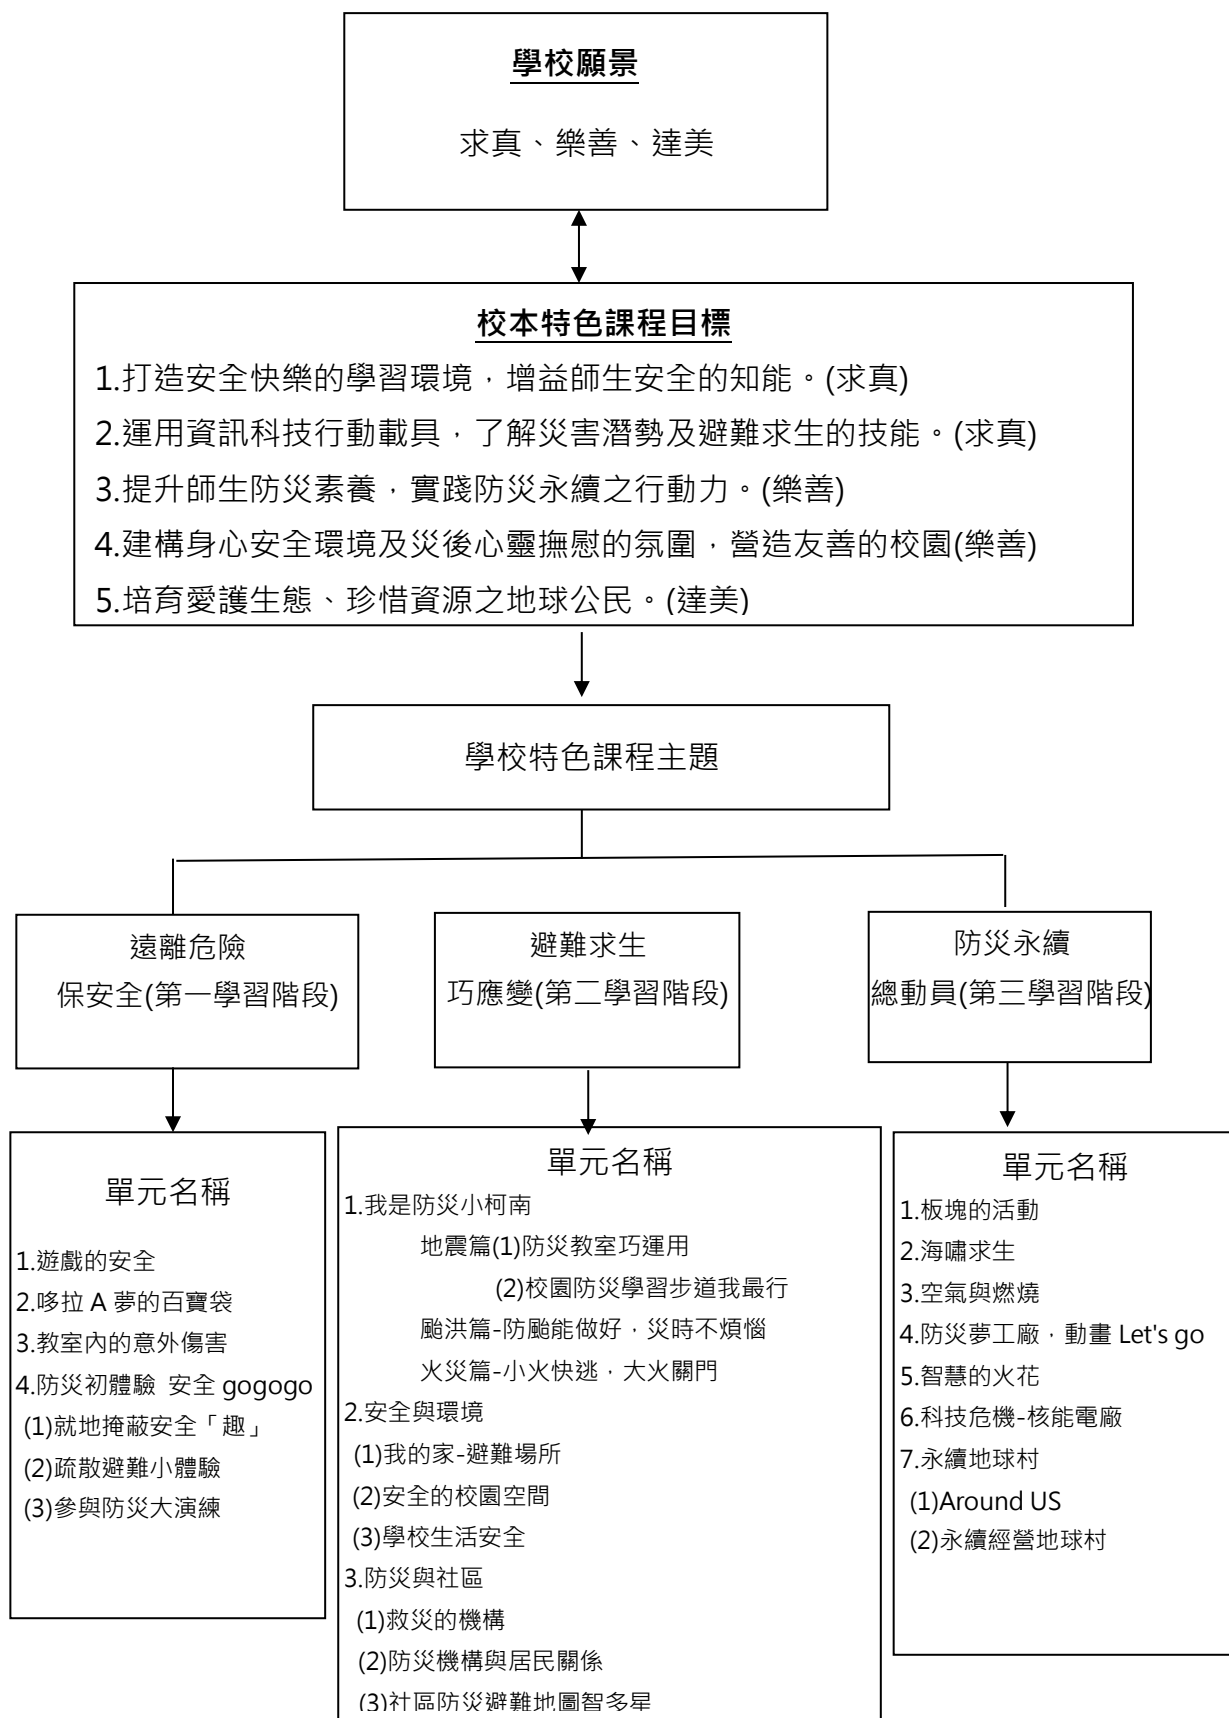 學校願景
求真、樂善、達美
校本特色課程目標
1.打造安全快樂的學習環境，增益師生安全的知能。(求真)
2.運用資訊科技行動載具，了解災害潛勢及避難求生的技能。(求真)
3.提升師生防災素養，實踐防災永續之行動力。(樂善)
4.建構身心安全環境及災後心靈撫慰的氛圍，營造友善的校園(樂善)
5.培育愛護生態、珍惜資源之地球公民。(達美)
學校特色課程主題
遠離危險
保安全(第一學習階段)
避難求生
巧應變(第二學習階段)
防災永續
總動員(第三學習階段)
單元名稱
1.遊戲的安全
2.哆拉 A 夢的百寶袋
3.教室內的意外傷害
4.防災初體驗 安全 gogogo
(1)就地掩蔽安全「趣」
(2)疏散避難小體驗
(3)參與防災大演練
單元名稱
1.我是防災小柯南
地震篇(1)防災教室巧運用
(2)校園防災學習步道我最行
颱洪篇-防颱能做好，災時不煩惱
火災篇-小火快逃，大火關門
2.安全與環境
(1)我的家-避難場所
(2)安全的校園空間
(3)學校生活安全
3.防災與社區
(1)救災的機構
(2)防災機構與居民關係
(3)社區防災避難地圖智多星
單元名稱
1.板塊的活動
2.海嘯求生
3.空氣與燃燒
4.防災夢工廠，動畫 Let's go
5.智慧的火花
6.科技危機-核能電廠
7.永續地球村
(1)Around US
(2)永續經營地球村